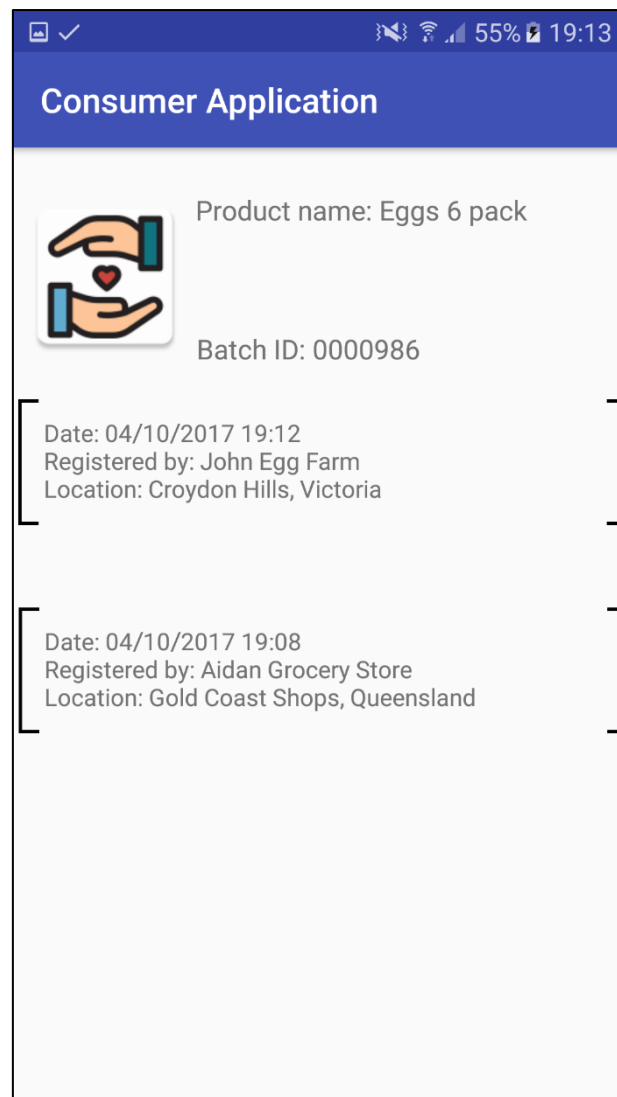 55% 19:13
Consumer Application
Product name: Eggs 6 pack
Batch ID: 0000986
Date: 04/10/2017 19:12
Registered by: John Egg Farm
Location: Croydon Hills, Victoria
Date: 04/10/2017 19:08
Registered by: Aidan Grocery Store
Location: Gold Coast Shops, Queensland